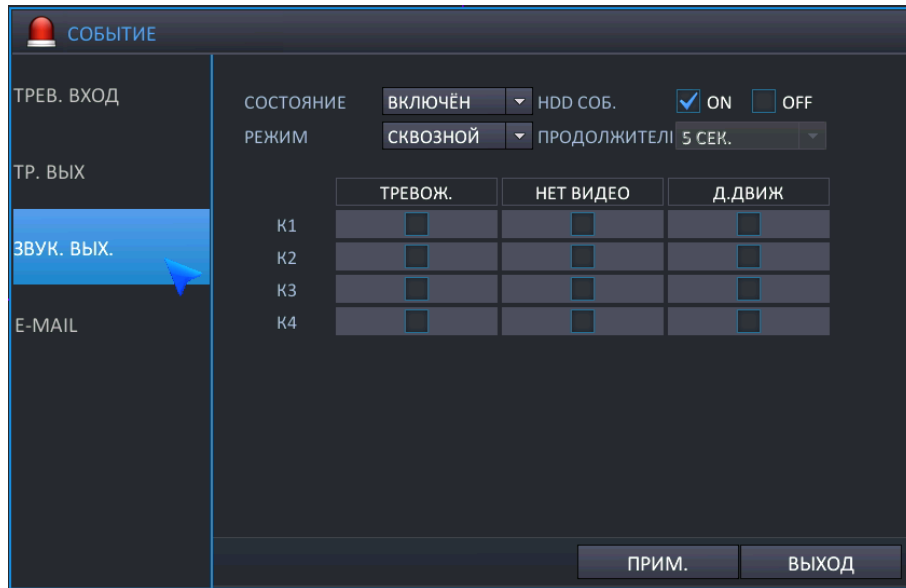 СОБЫТИЕ
ТРЕВ. ВХОД
ТР. ВЫХ
ЗВУК. ВЫХ.
E-MAIL
СОСТОЯНИЕ ВКЛЮЧЁН HDD СОБ. ON OFF
РЕЖИМ СКВОЗНОЙ ПРОДОЛЖИТЕЛІ 5 СЕК.
ТРЕВОЖ. НЕТ ВИДЕО Д.ДВИЖ
К1
К2
К3
К4
ПРИМ. ВЫХОД